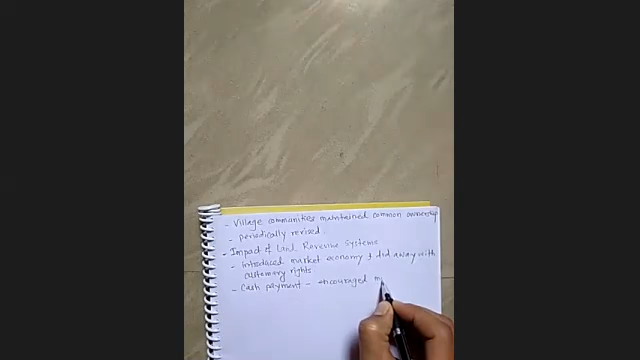 - Village communities maintained common ownership
- periodically revised.
- Impact of Land Revenue Systems
- introduced market economy & did away with
customary rights
- Cash payment - encouraged m